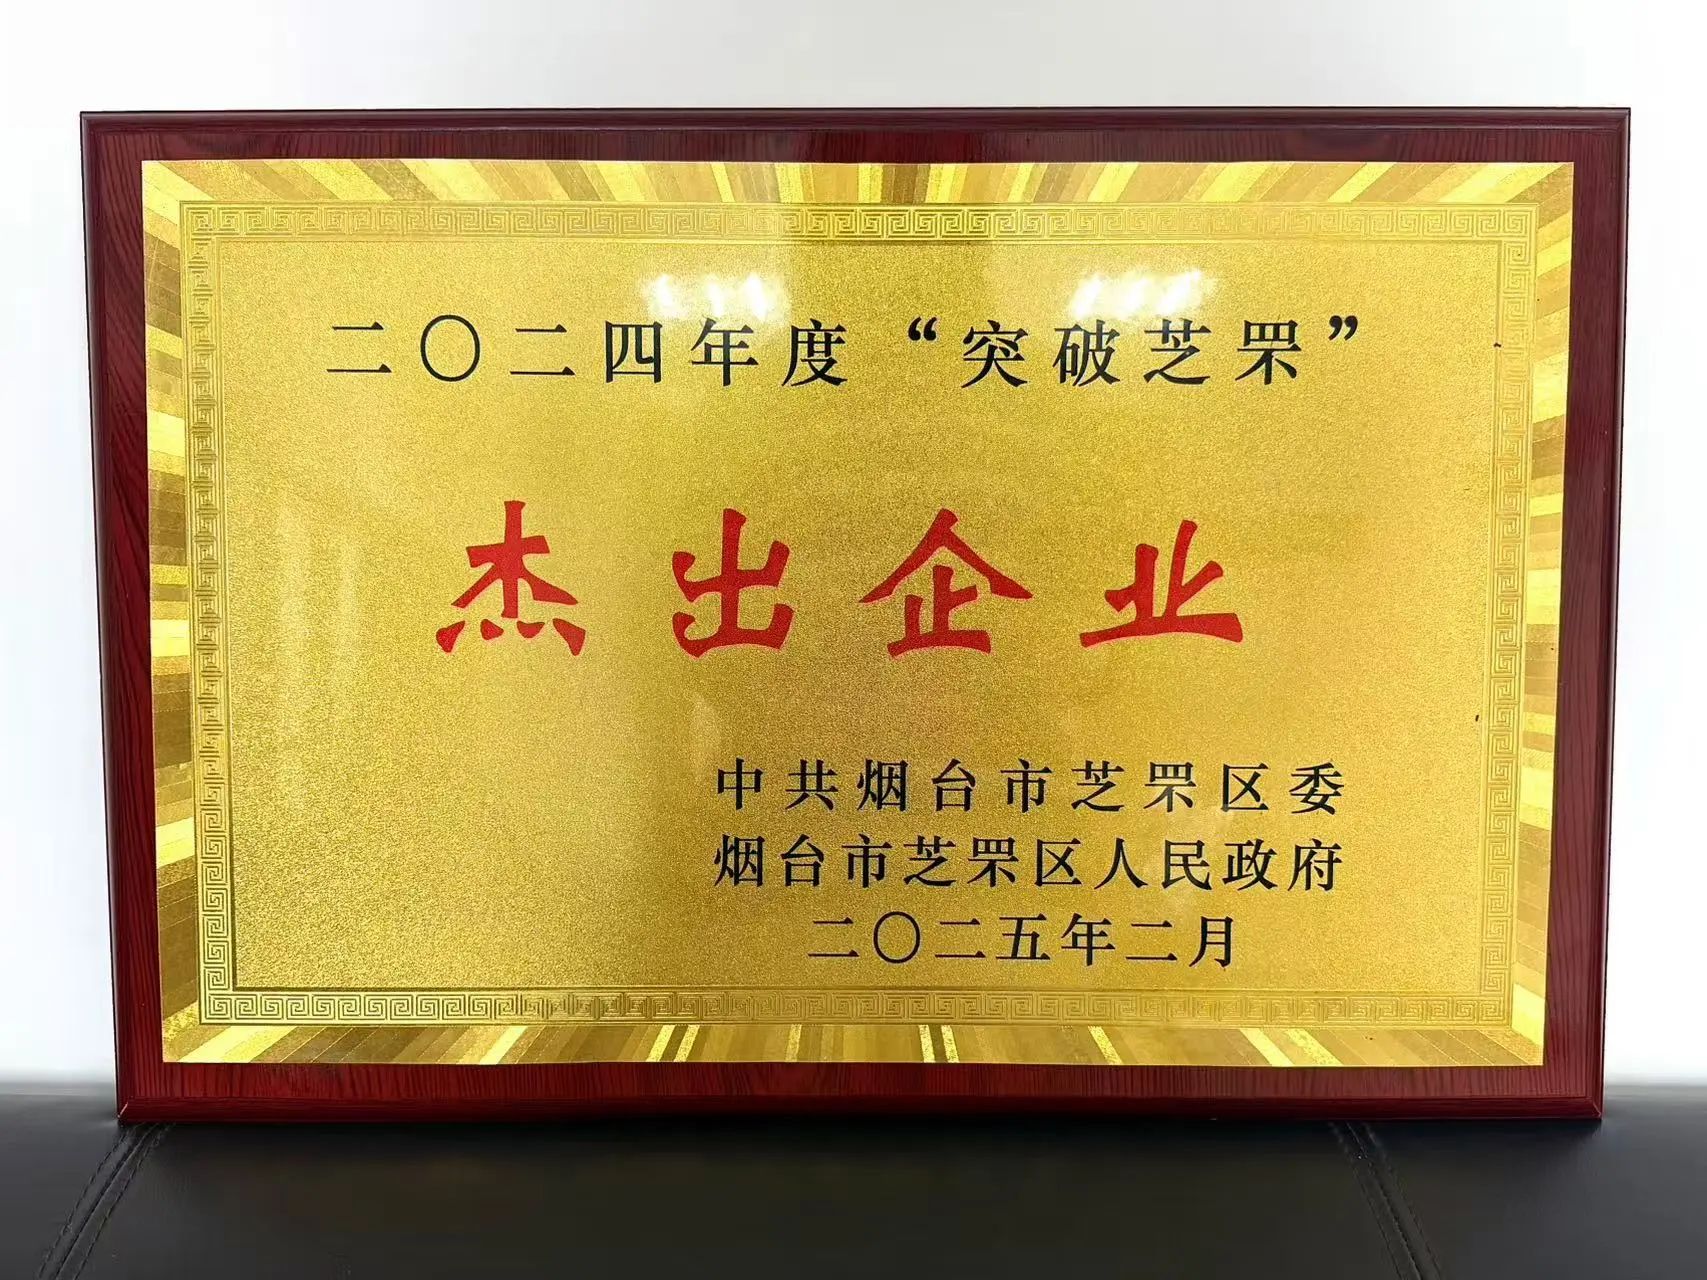 二〇二四年度“突破芝罘”
杰出企业
中共烟台市芝罘区委
烟台市芝罘区人民政府
二〇二五年二月